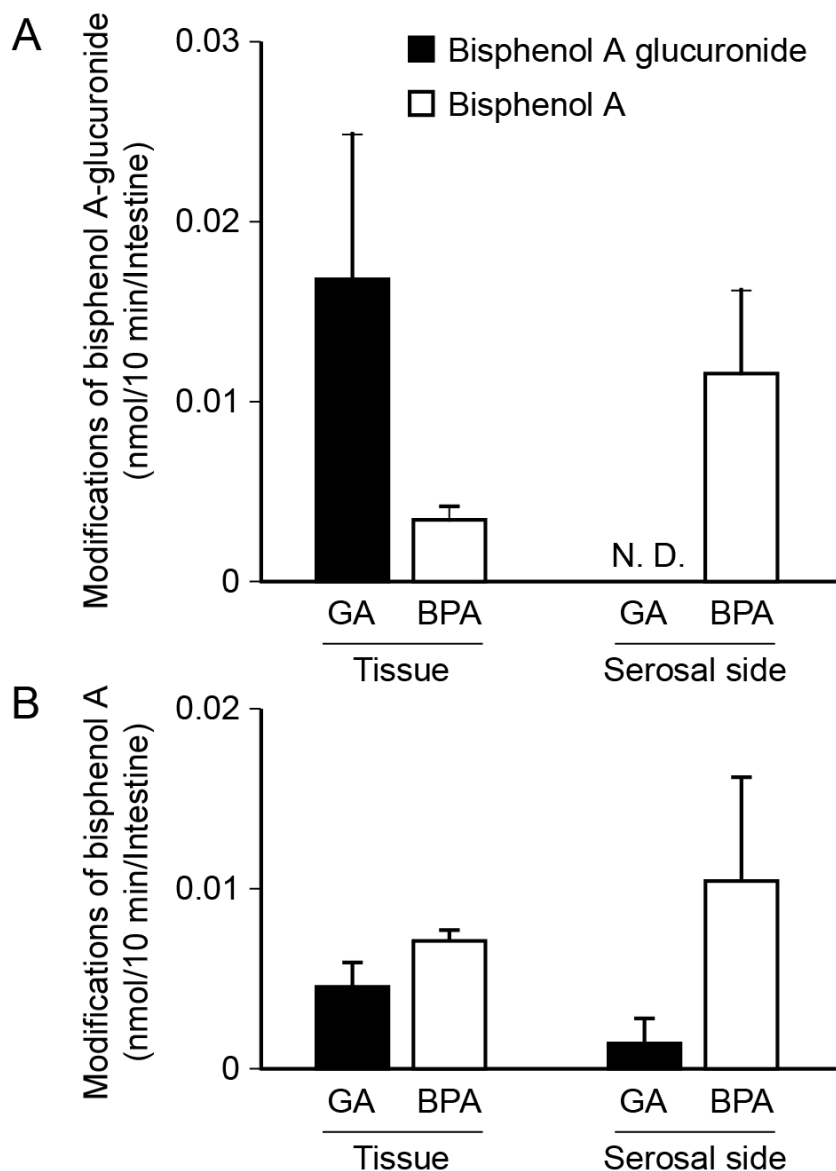 A
Modifications of bisphenol A-glucuronide
(nmol/10 min/Intestine)
0.03
0.02
0.01
0
Bisphenol A glucuronide
Bisphenol A
N. D.
GA BPA GA BPA
Tissue Serosal side
B
Modifications of bisphenol A
(nmol/10 min/Intestine)
0.02
0.01
0
GA BPA GA BPA
Tissue Serosal side